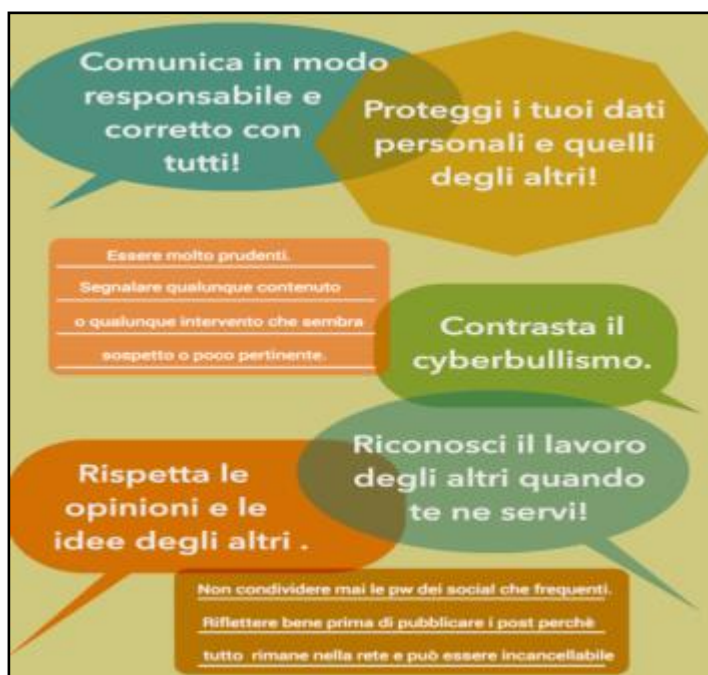 Comunica in modo
responsabile e
corretto con
tutti!
Proteggi i tuoi dati
personali e quelli
degli altri!
Essere molto prudenti.
Segnalare qualunque contenuto
o qualunque intervento che sembra
sospetto o poco pertinente.
Contrasta il
cyberbullismo.
Riconosci il lavoro
degli altri quando
te ne servi!
Rispetta le
opinioni e le
idee degli altri .
Non condividere mai le pw dei social che frequenti.
Riflettere bene prima di pubblicare i post perchè
tutto rimane nella rete e può essere incancellabile